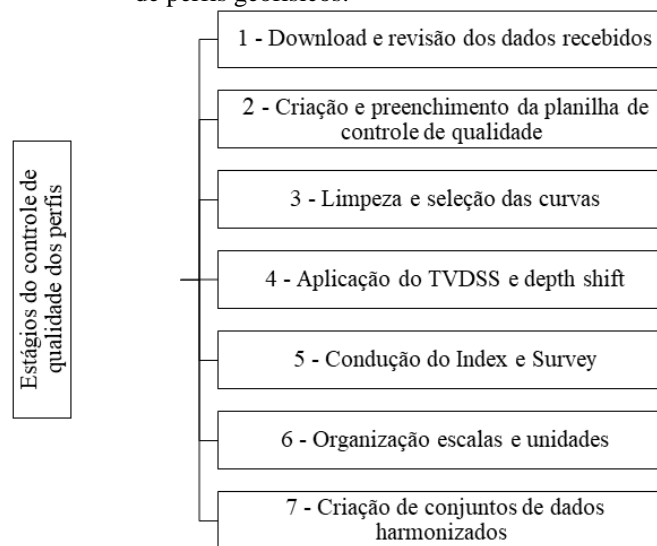 de perfis geofísicos.
1 - Download e revisão dos dados recebidos
2 - Criação e preenchimento da planilha de
controle de qualidade
3 - Limpeza e seleção das curvas
4 - Aplicação do TVDSS e depth shift
5 - Condução do Index e Survey
6 - Organização escalas e unidades
7 - Criação de conjuntos de dados
harmonizados
Estágios do controle de
qualidade dos perfis